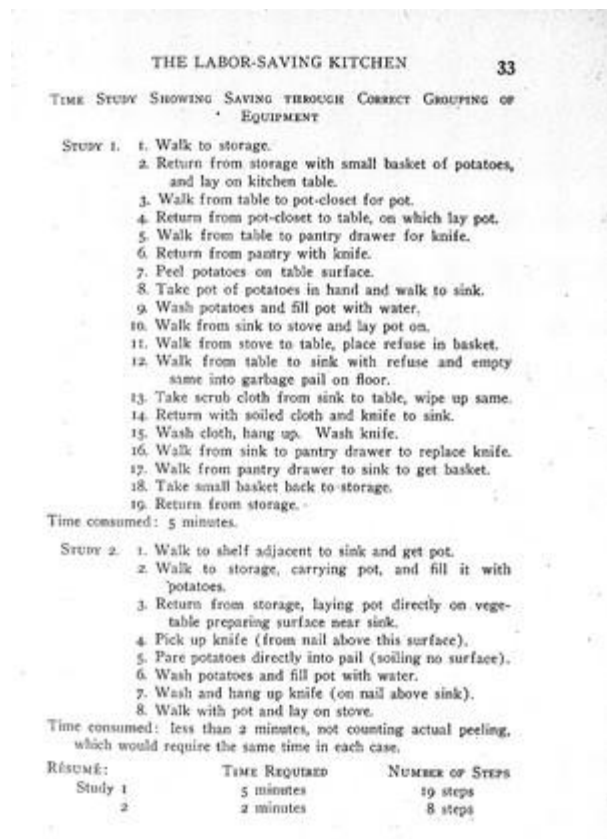 THE LABOR-SAVING KITCHEN 33
TIME STUDY SHOWING SAVING THROUGH CORRECT GROUPING OF
EQUIPMENT
STUDY 1. 1. Walk to storage.
2. Return from storage with small basket of potatoes,
and lay on kitchen table.
3. Walk from table to pot-closet for pot.
4. Return from pot-closet to table, on which lay pot.
5. Walk from table to pantry drawer for knife.
6. Return from pantry with knife.
7. Peel potatoes on table surface.
8. Take pot of potatoes in hand and walk to sink.
9. Wash potatoes and fill pot with water.
10. Walk from sink to stove and lay pot on.
11. Walk from stove to table, place refuse in basket.
12. Walk from table to sink with refuse and empty
same into garbage pail on floor.
13. Take scrub cloth from sink to table, wipe up same.
14. Return with soiled cloth and knife to sink.
15. Wash cloth, hang up. Wash knife.
16. Walk from sink to pantry drawer to replace knife.
17. Walk from pantry drawer to sink to get basket.
18. Take small basket back to storage.
19. Return from storage.
Time consumed: 5 minutes.
STUDY 2. 1. Walk to shelf adjacent to sink and get pot.
2. Walk to storage, carrying pot, and fill it with
potatoes.
3. Return from storage, laying pot directly on vege-
table preparing surface near sink.
4. Pick up knife (from nail above this surface).
5. Pare potatoes directly into pail (soiling no surface).
6. Wash potatoes and fill pot with water.
7. Wash and hang up knife (on nail above sink).
8. Walk with pot and lay on stove.
Time consumed: less than 2 minutes, not counting actual peeling,
which would require the same time in each case.
RÉSUMÉ: TIME REQUIRED NUMBER OF STEPS
Study 1 5 minutes 19 steps
2 2 minutes 8 steps